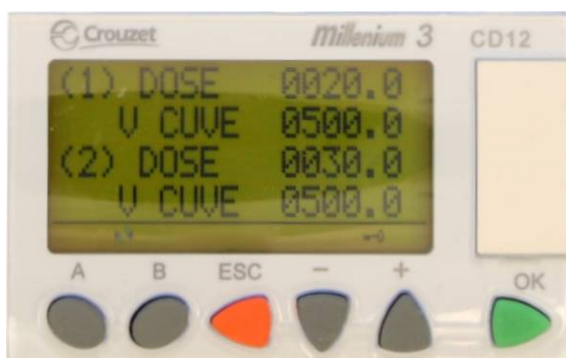 Crouzet Millenium 3 CD12
(1) DOSE 0020.0
V CUVE 0500.0
(2) DOSE 0030.0
V CUVE 0500.0
A B ESC − + OK